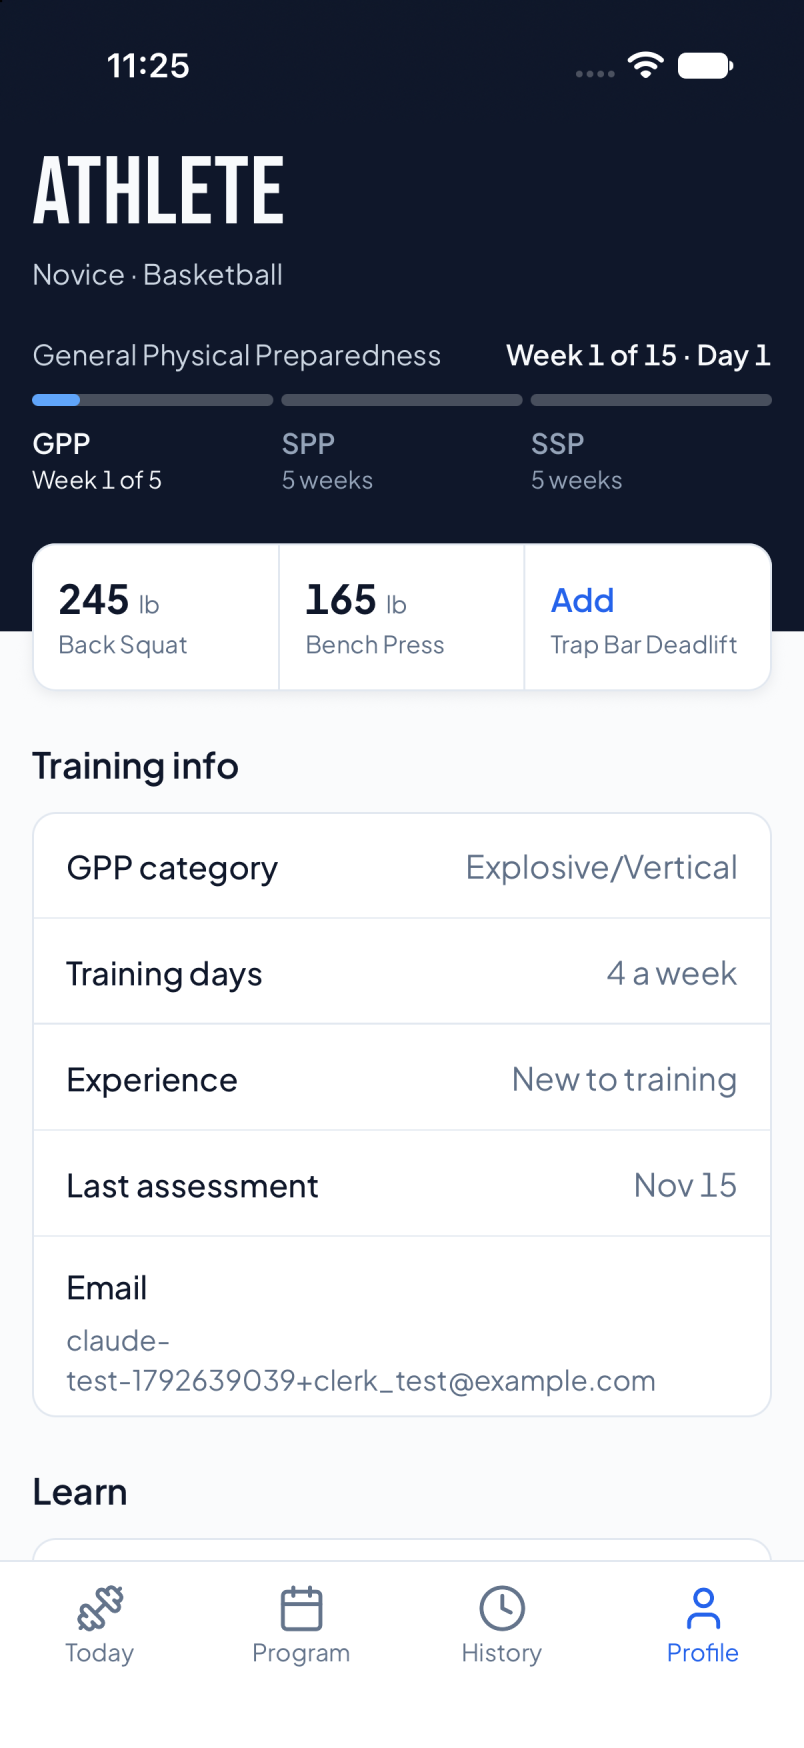 11:25
ATHLETE
Novice · Basketball
General Physical Preparedness
Week 1 of 15 · Day 1
GPP
SPP
SSP
Week 1 of 5
5 weeks
5 weeks
245 lb
165 lb
Add
Back Squat
Bench Press
Trap Bar Deadlift
Training info
GPP category
Explosive/Vertical
Training days
4 a week
Experience
New to training
Last assessment
Nov 15
Email
claude-
test-1792639039+clerk_test@example.com
Learn
Today
Program
History
Profile